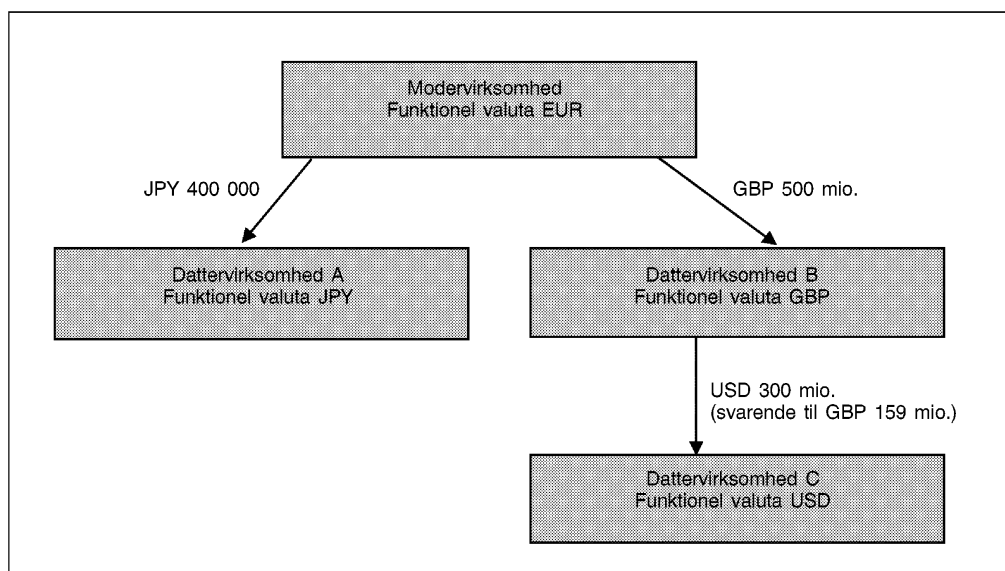 Modervirksomhed
Funktionel valuta EUR
JPY 400 000
GBP 500 mio.
Dattervirksomhed A
Funktionel valuta JPY
Dattervirksomhed B
Funktionel valuta GBP
USD 300 mio.
(svarende til GBP 159 mio.)
Dattervirksomhed C
Funktionel valuta USD